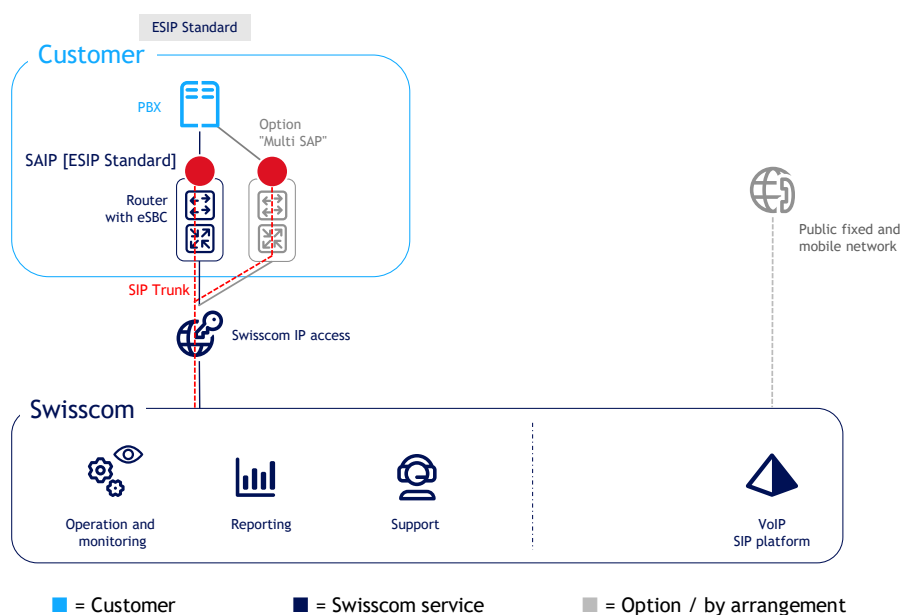 ESIP Standard
Customer
PBX
Option
"Multi SAP"
SAIP [ESIP Standard]
Router
with eSBC
Public fixed and
mobile network
SIP Trunk
Swisscom IP access
Swisscom
Operation and
monitoring
Reporting
Support
VoIP
SIP platform
= Customer
= Swisscom service
= Option / by arrangement